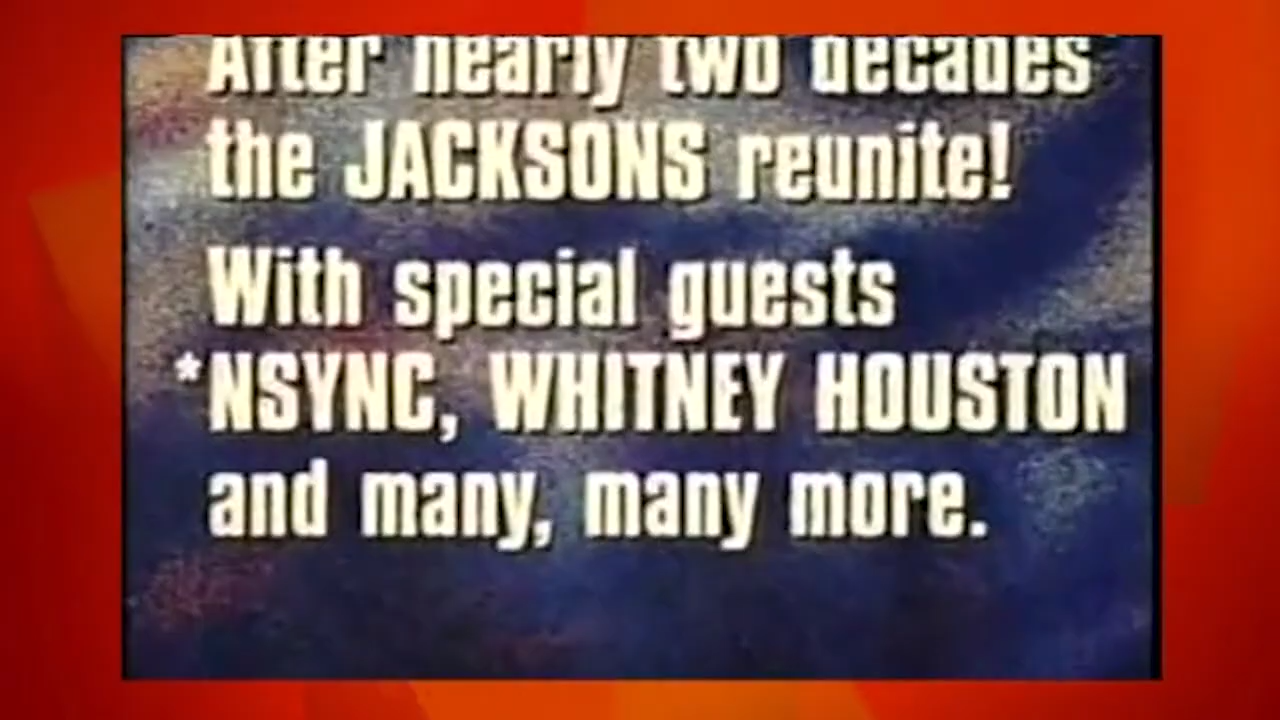 After nearly two decades
the JACKSONS reunite!
With special guests
*NSYNC, WHITNEY HOUSTON
and many, many more.